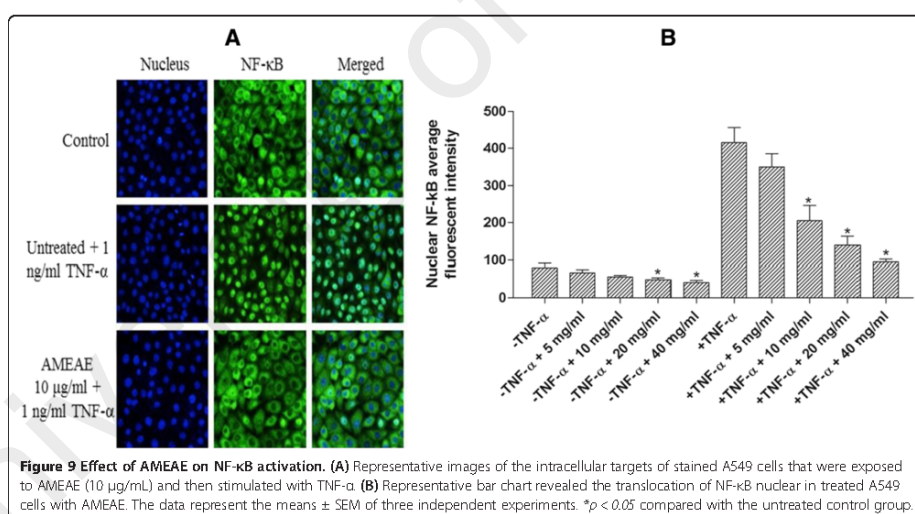 A
B
Nucleus NF-κB Merged
Control
Untreated + 1
ng/ml TNF-α
AMEAE
10 µg/ml +
1 ng/ml TNF-α
Nuclear NF-kB average
fluorescent intensity
500
400
300
200
100
0
* * * * *
-TNF-α
-TNF-α + 5 mg/ml
-TNF-α + 10 mg/ml
-TNF-α + 20 mg/ml
-TNF-α + 40 mg/ml
+TNF-α
+TNF-α + 5 mg/ml
+TNF-α + 10 mg/ml
+TNF-α + 20 mg/ml
+TNF-α + 40 mg/ml
Figure 9 Effect of AMEAE on NF-κB activation. (A) Representative images of the intracellular targets of stained A549 cells that were exposed
to AMEAE (10 µg/mL) and then stimulated with TNF-α. (B) Representative bar chart revealed the translocation of NF-κB nuclear in treated A549
cells with AMEAE. The data represent the means ± SEM of three independent experiments. *p < 0.05 compared with the untreated control group.